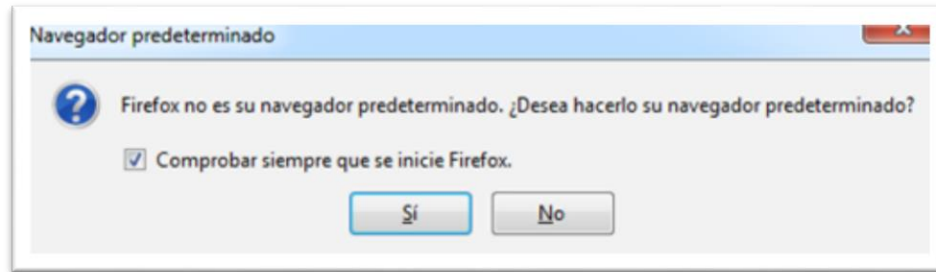 Navegador predeterminado
Firefox no es su navegador predeterminado. ¿Desea hacerlo su navegador predeterminado?
Comprobar siempre que se inicie Firefox.
Sí No